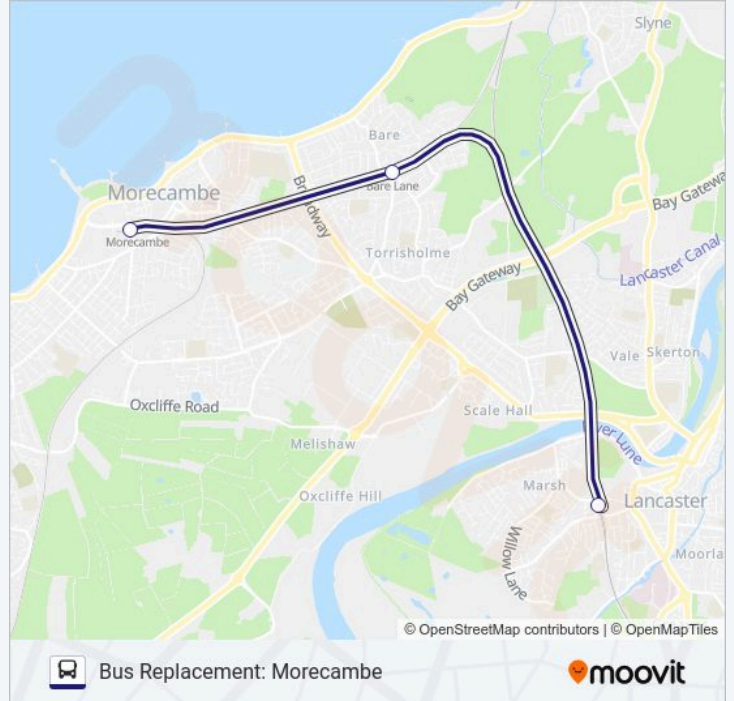 Slyne
Bare
Bare Lane
Morecambe
Broadway
Bay Gateway
Morecambe
Torrisholme
Lancaster Canal
Bay Gateway
Vale
Skerton
Oxcliffe Road
Scale Hall
River Lune
Melishaw
Marsh
Oxcliffe Hill
Lancaster
Willow Lane
Moorla
© OpenStreetMap contributors | © OpenMapTiles
Bus Replacement: Morecambe
moovit